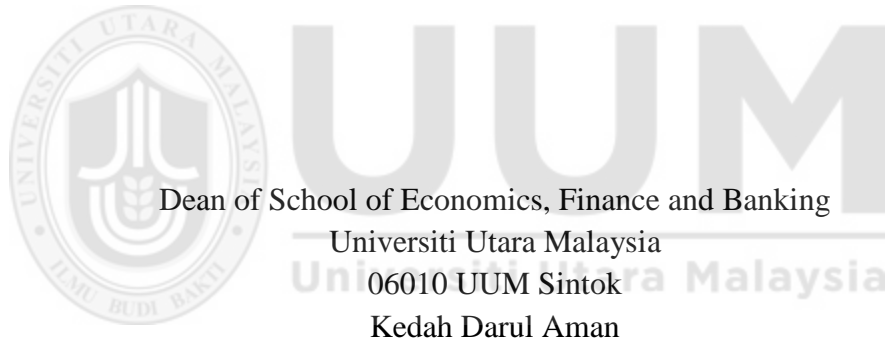 UNIVERSITI UTARA MALAYSIA
ILMU BUDI BAKTI
UUM
Universiti Utara Malaysia
Dean of School of Economics, Finance and Banking
Universiti Utara Malaysia
06010 UUM Sintok
Kedah Darul Aman